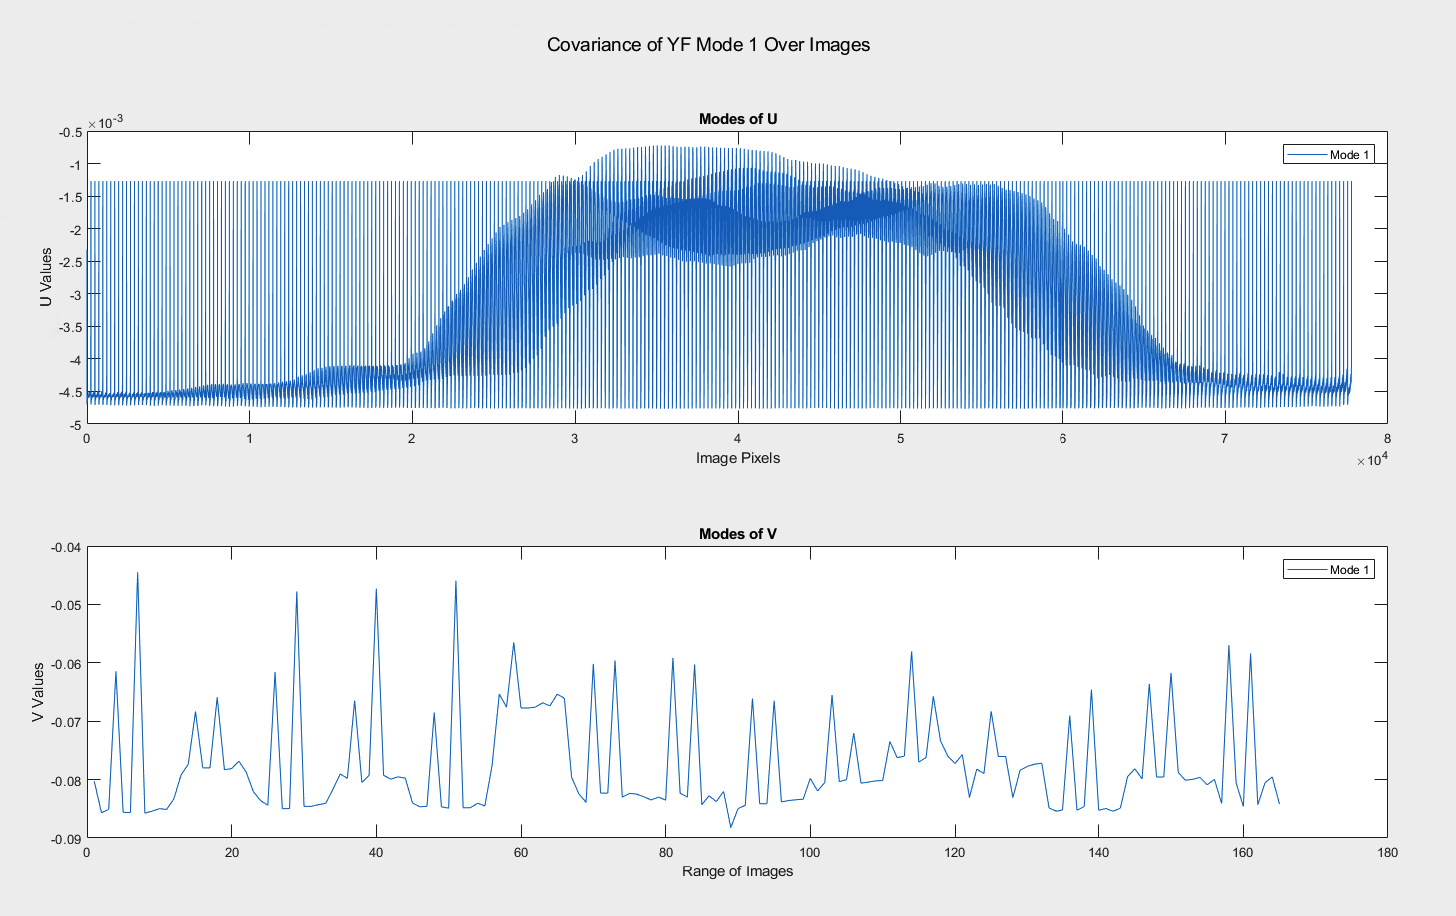 Covariance of YF Mode 1 Over Images
Modes of U
×10⁻³
Mode 1
-0.5
-1
-1.5
-2
-2.5
-3
-3.5
-4
-4.5
-5
U Values
0 1 2 3 4 5 6 7 8
Image Pixels
×10⁴
Modes of V
Mode 1
-0.04
-0.05
-0.06
-0.07
-0.08
-0.09
V Values
0 20 40 60 80 100 120 140 160 180
Range of Images